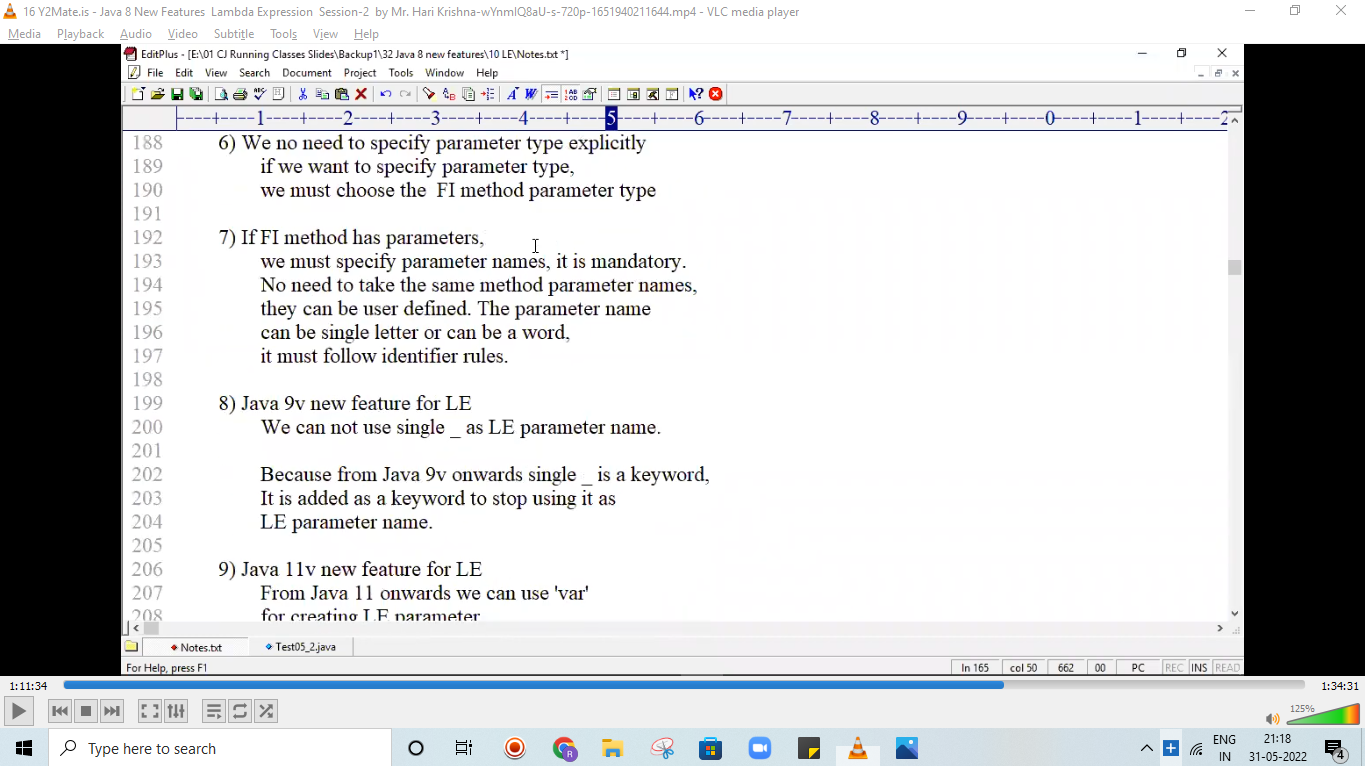 16 Y2Mate.is - Java 8 New Features  Lambda Expression  Session-2  by Mr. Hari Krishna-wYnmIQ8aU-s-720p-1651940211644.mp4 - VLC media player
Media Playback Audio Video Subtitle Tools View Help
EditPlus - [E:\01 CJ Running Classes Slides\Backup1\32 Java 8 new features\10 LE\Notes.txt *]
File Edit View Search Document Project Tools Window Help
----+----1----+----2----+----3----+----4----+----5----+----6----+----7----+----8----+----9----+----0----+----1----+----2
188 6) We no need to specify parameter type explicitly
189 if we want to specify parameter type,
190 we must choose the  FI method parameter type
191
192 7) If FI method has parameters,
193 we must specify parameter names, it is mandatory.
194 No need to take the same method parameter names,
195 they can be user defined. The parameter name
196 can be single letter or can be a word,
197 it must follow identifier rules.
198
199 8) Java 9v new feature for LE
200 We can not use single _ as LE parameter name.
201
202 Because from Java 9v onwards single _ is a keyword,
203 It is added as a keyword to stop using it as
204 LE parameter name.
205
206 9) Java 11v new feature for LE
207 From Java 11 onwards we can use 'var'
208 for creating LE parameter
Notes.txt Test05_2.java
For Help, press F1 ln 165 col 50 662 00 PC REC INS READ
1:11:34 1:34:31
125%
Type here to search
ENG 21:18
IN 31-05-2022 4